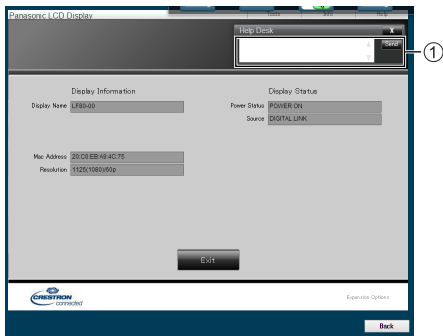 Panasonic LCD Display
Tools Info Help
Help Desk X
Send
①
Display Information
Display Status
Display Name LF80-00
Power Status POWER ON
Source DIGITAL LINK
Mac Address 20:C6:EB:A9:4C:75
Resolution 1125(1080)/60p
Exit
CRESTRON connected
Expansion Options
Back